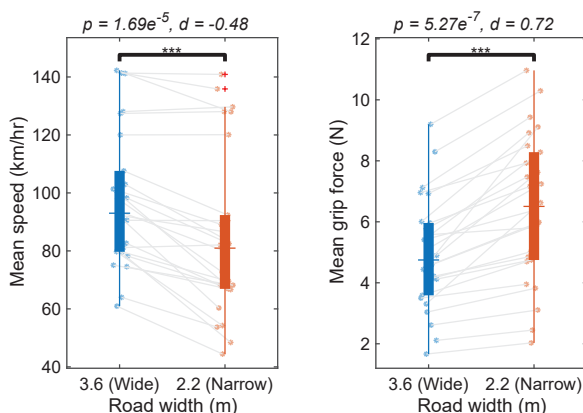 p = 1.69e-5, d = -0.48
***
140
120
100
80
60
40
Mean speed (km/hr)
3.6 (Wide) 2.2 (Narrow)
Road width (m)
p = 5.27e-7, d = 0.72
***
12
10
8
6
4
2
Mean grip force (N)
3.6 (Wide) 2.2 (Narrow)
Road width (m)